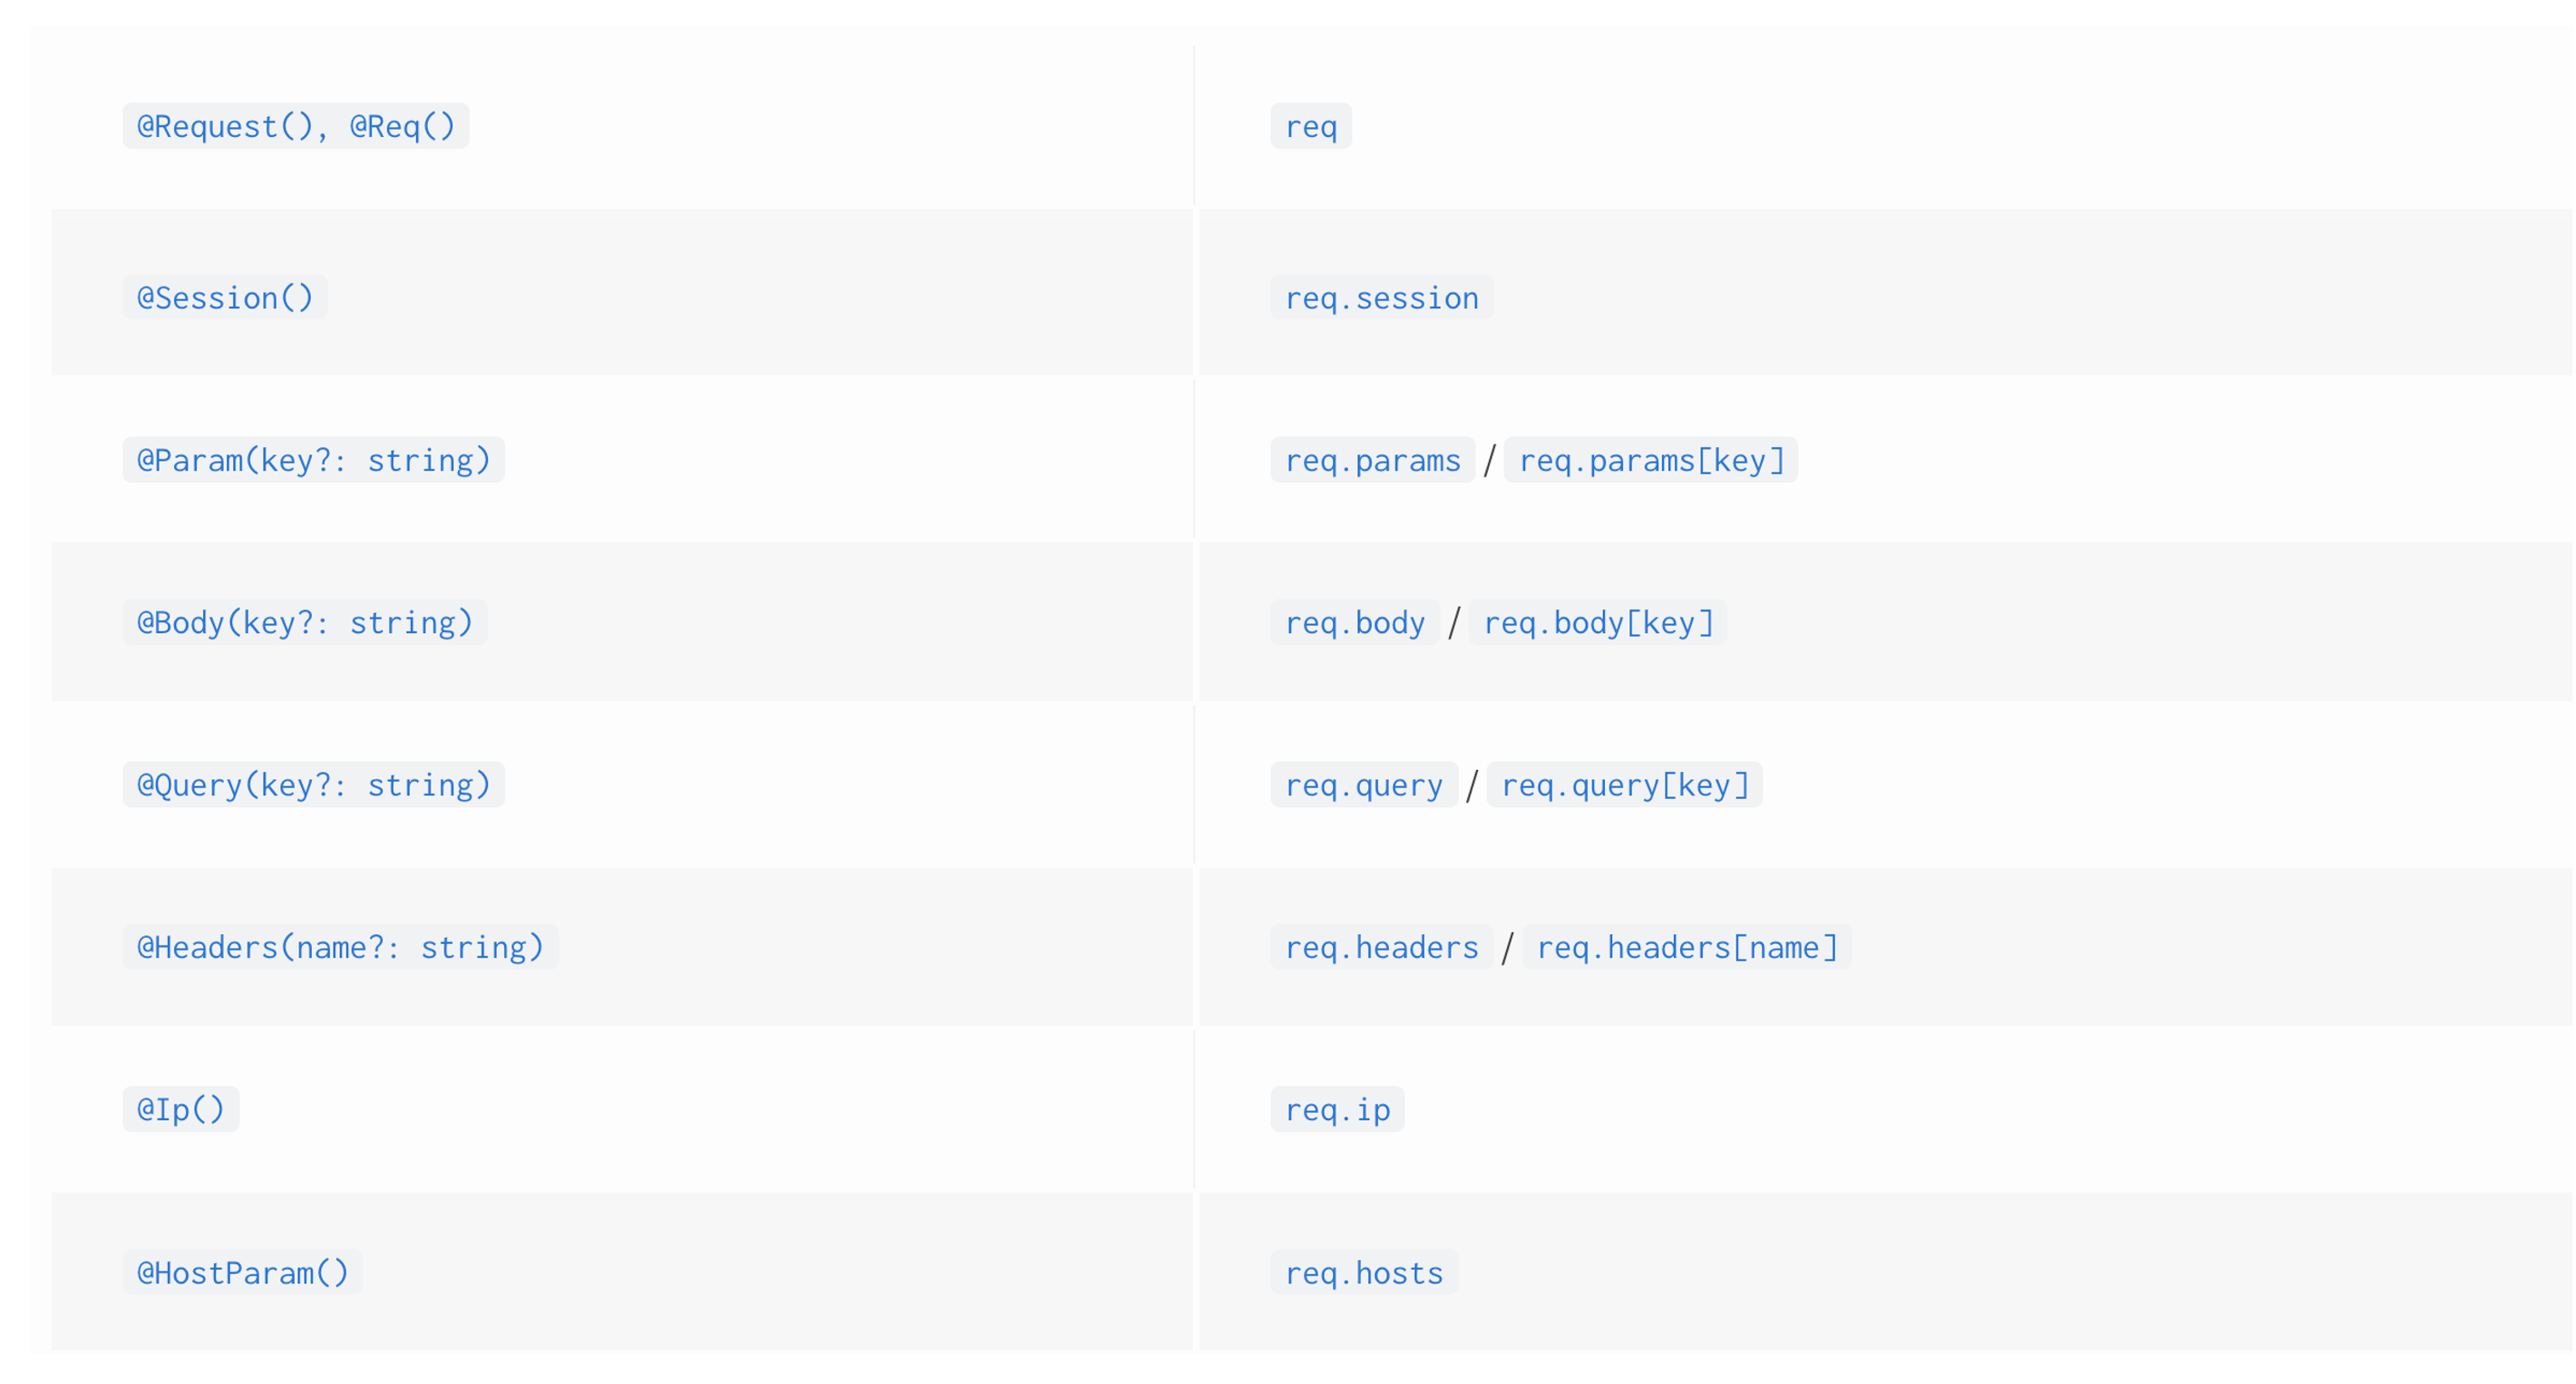 @Request(), @Req() req
@Session() req.session
@Param(key?: string) req.params / req.params[key]
@Body(key?: string) req.body / req.body[key]
@Query(key?: string) req.query / req.query[key]
@Headers(name?: string) req.headers / req.headers[name]
@Ip() req.ip
@HostParam() req.hosts